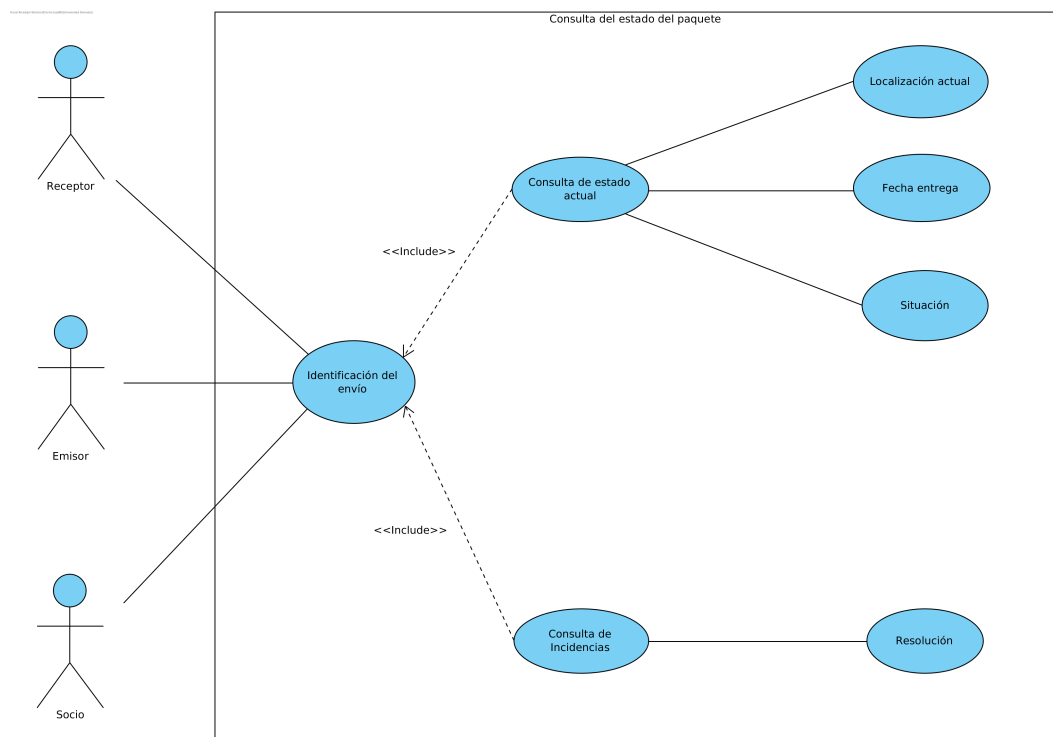 Consulta del estado del paquete
Receptor
Emisor
Socio
Identificación del
envío
<<Include>>
<<Include>>
Consulta de estado
actual
Consulta de
Incidencias
Localización actual
Fecha entrega
Situación
Resolución